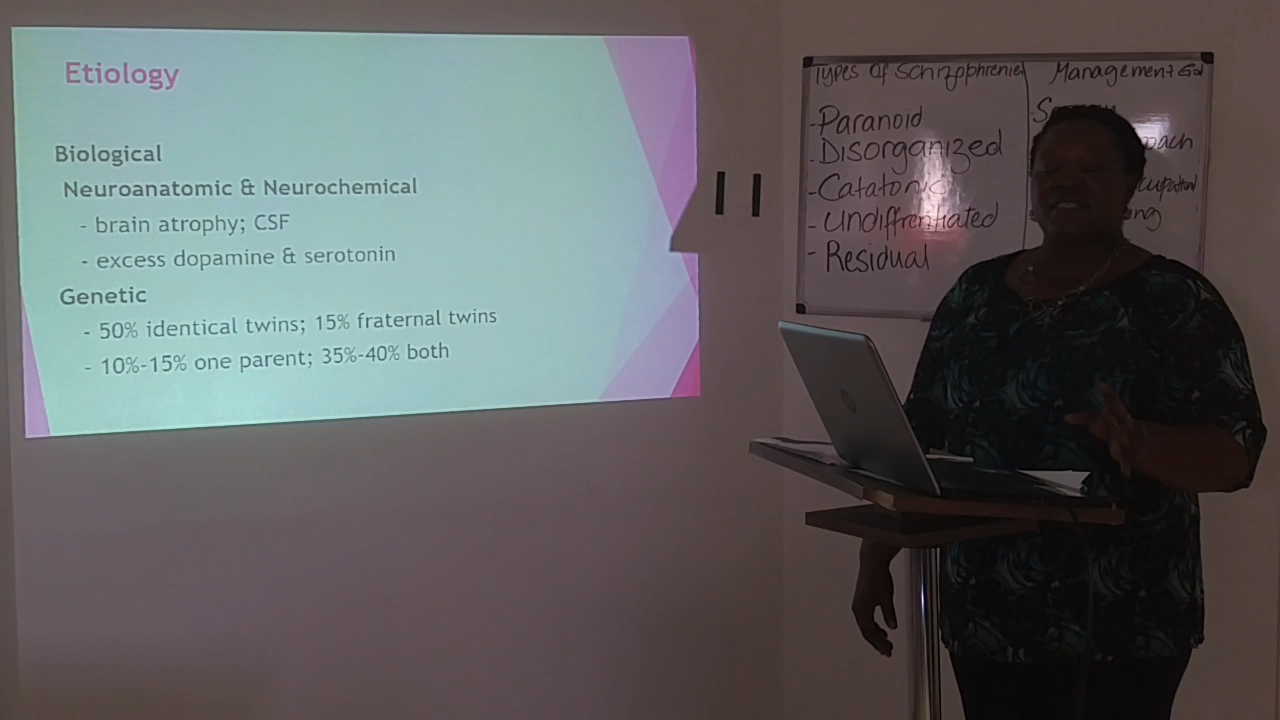 Etiology
Biological
Neuroanatomic & Neurochemical
- brain atrophy; CSF
- excess dopamine & serotonin
Genetic
- 50% identical twins; 15% fraternal twins
- 10%-15% one parent; 35%-40% both
Types of Schizophrenia
- Paranoid
- Disorganized
- Catatonic
- Undiffrentiated
- Residual
Management